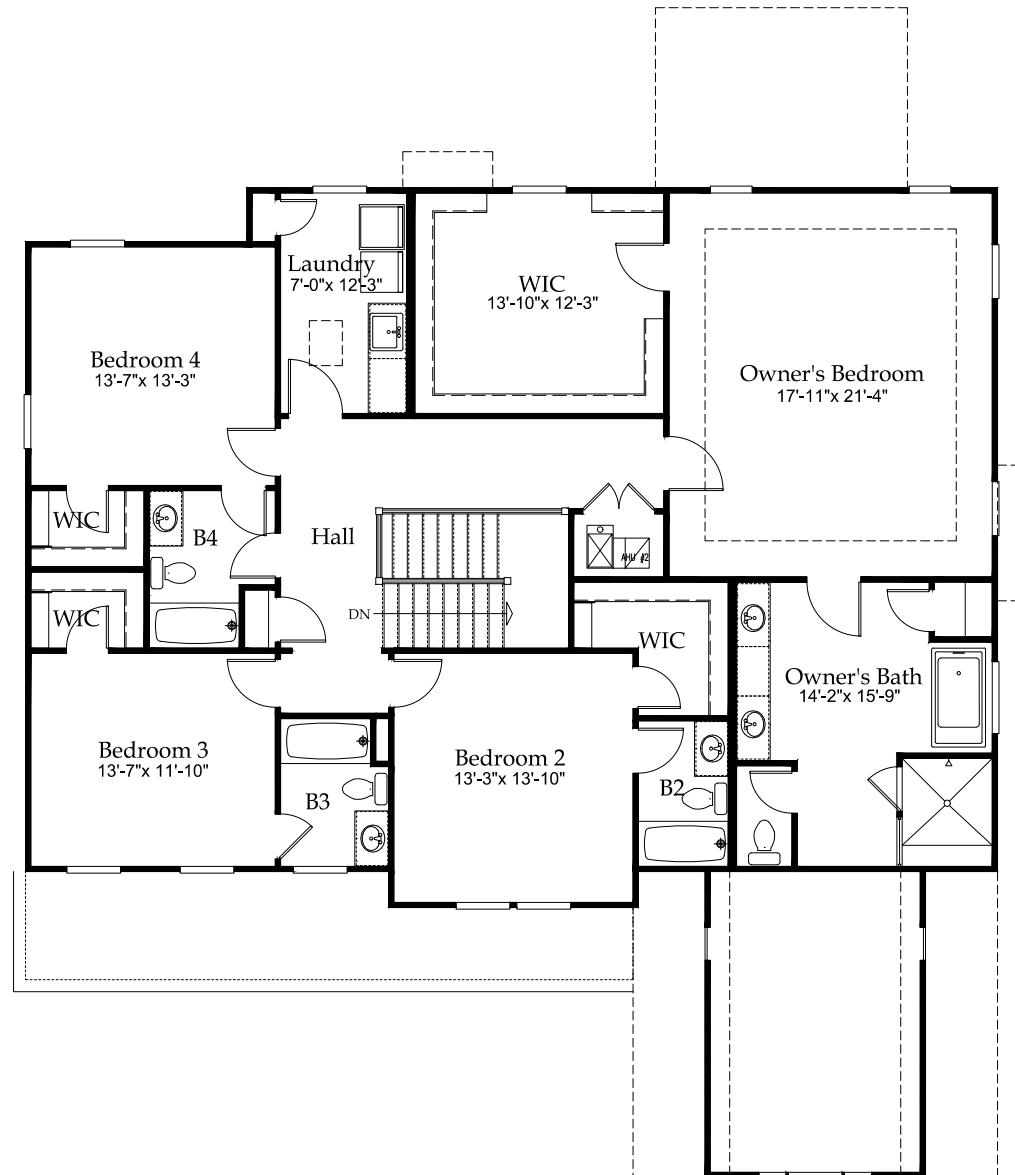 Laundry
7'-0"x 12'-3"
WIC
13'-10"x 12'-3"
Bedroom 4
13'-7"x 13'-3"
Owner's Bedroom
17'-11"x 21'-4"
WIC
B4
Hall
AHU #2
WIC
DN
WIC
Owner's Bath
14'-2"x 15'-9"
Bedroom 3
13'-7"x 11'-10"
Bedroom 2
13'-3"x 13'-10"
B3
B2